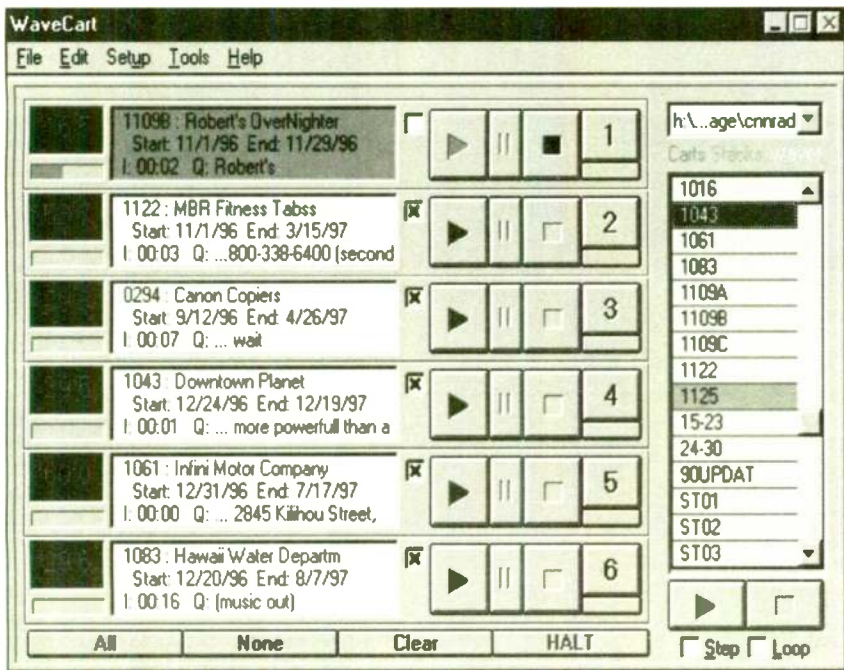 WaveCart
File Edit Setup Tools Help
1109B : Robert's OverNighter
Start: 11/1/96 End: 11/29/96
I: 00:02 Q: Robert's
1
1122 : MBR Fitness Tabss
Start: 11/1/96 End: 3/15/97
I: 00:03 Q: ...800-338-6400 (second
2
0294 : Canon Copiers
Start: 9/12/96 End: 4/26/97
I: 00:07 Q: ... wait
3
1043 : Downtown Planet
Start: 12/24/96 End: 12/19/97
I: 00:01 Q: ... more powerfull than a
4
1061 : Infini Motor Company
Start: 12/31/96 End: 7/17/97
I: 00:00 Q: ... 2845 Kilihou Street,
5
1083 : Hawaii Water Departm
Start: 12/20/96 End: 8/7/97
I: 00:16 Q: (music out)
6
All None Clear HALT
h:\...age\cnnrad
Carts Stacks
1016
1043
1061
1083
1109A
1109B
1109C
1122
1125
15-23
24-30
90UPDAT
ST01
ST02
ST03
Step Loop